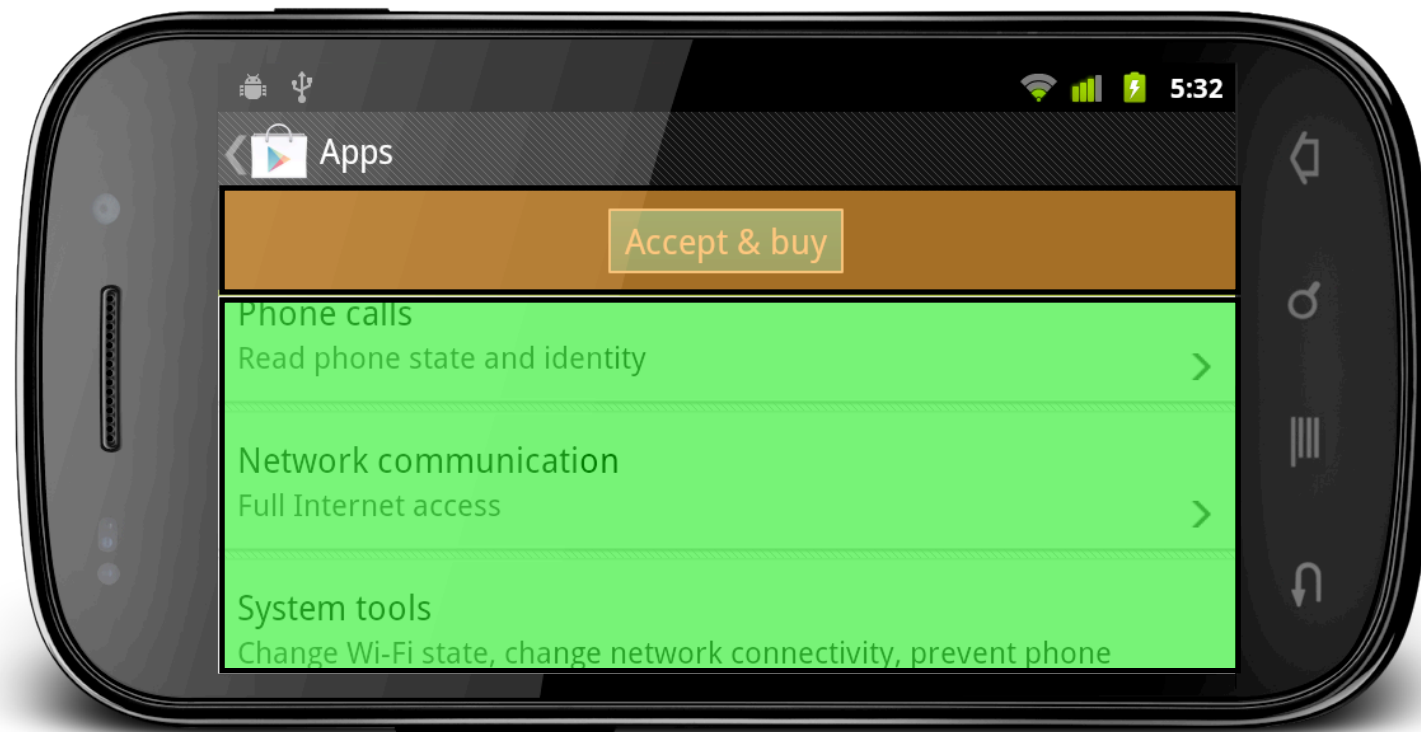 5:32
Apps
Accept & buy
Phone calls
Read phone state and identity
Network communication
Full Internet access
System tools
Change Wi-Fi state, change network connectivity, prevent phone